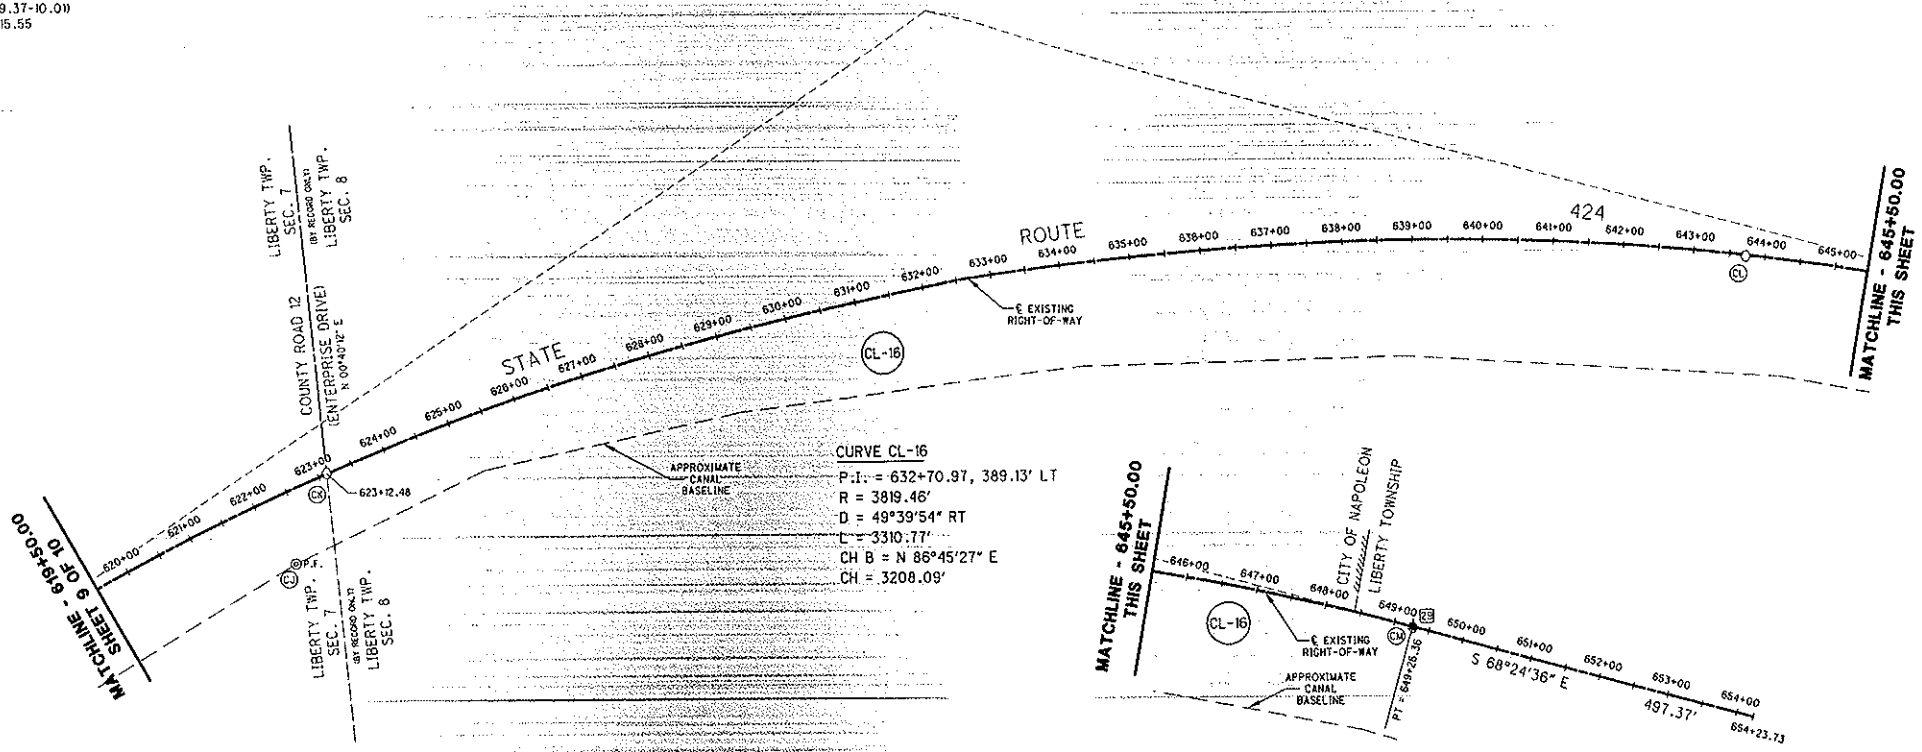 9.37-10.01)
15.55
LIBERTY TWP.
SEC. 7
(BY RECORD ONLY)
LIBERTY TWP.
SEC. 8
COUNTY ROAD 12
(ENTERPRISE DRIVE)
N 00°40'12" E
STATE
ROUTE
424
620+00
621+00
622+00
623+00
624+00
625+00
626+00
627+00
628+00
629+00
630+00
631+00
632+00
633+00
634+00
635+00
636+00
637+00
638+00
639+00
640+00
641+00
642+00
643+00
644+00
645+00
CL
MATCHLINE - 645+50.00
THIS SHEET
℄ EXISTING
RIGHT-OF-WAY
CL-16
CK
623+12.48
APPROXIMATE
CANAL
BASELINE
P.F.
CJ
MATCHLINE - 619+50.00
SHEET 9 OF 10
LIBERTY TWP.
SEC. 7
(BY RECORD ONLY)
LIBERTY TWP.
SEC. 8
CURVE CL-16
P.I. = 632+70.97, 389.13' LT
R = 3819.46'
D = 49°39'54" RT
L = 3310.77'
CH B = N 86°45'27" E
CH = 3208.09'
MATCHLINE - 645+50.00
THIS SHEET
CITY OF NAPOLEON
LIBERTY TOWNSHIP
646+00
647+00
648+00
649+00
29
650+00
651+00
652+00
653+00
654+00
CL-16
℄ EXISTING
RIGHT-OF-WAY
CM
S 68°24'36" E
497.37'
654+23.73
APPROXIMATE
CANAL
BASELINE
PT = 649+26.36